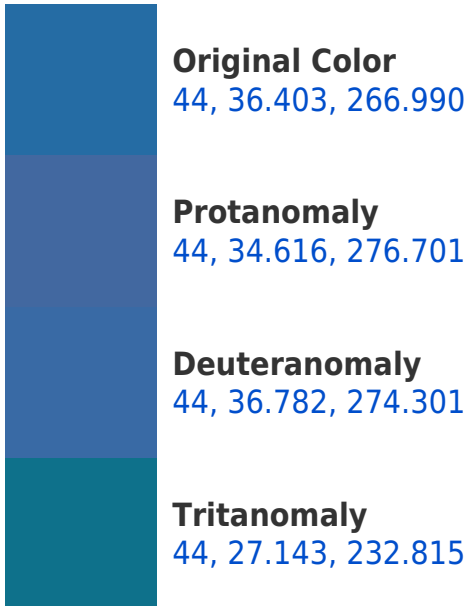 Original Color
44, 36.403, 266.990
Protanomaly
44, 34.616, 276.701
Deuteranomaly
44, 36.782, 274.301
Tritanomaly
44, 27.143, 232.815